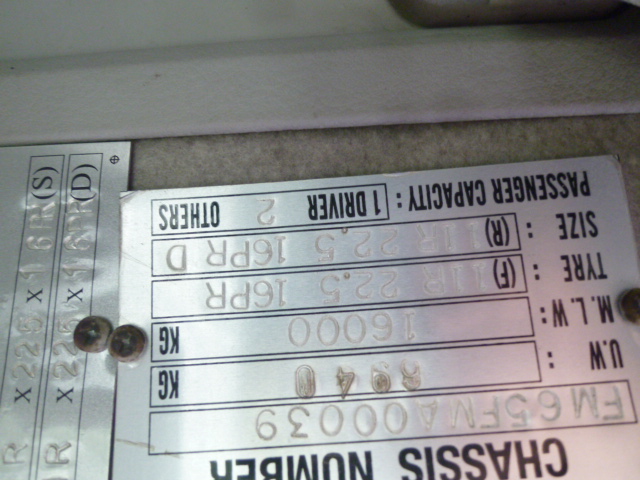 CHASSIS NUMBER
FM65FMA00039
U.W : KG
M.L.W : 16000 KG
TYRE : (F) 11R 22.5 16PR
SIZE (R) 11R 22.5 16PR D
PASSENGER CAPACITY : 1 DRIVER 2 OTHERS
R X 225 X (S)
R X X (D)